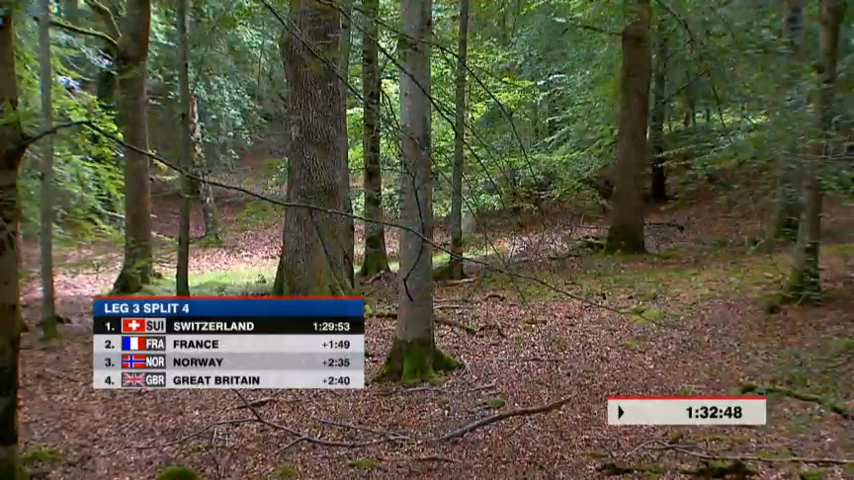 LEG 3 SPLIT 4
1. SUI SWITZERLAND 1:29:53
2. FRA FRANCE +1:49
3. NOR NORWAY +2:35
4. GBR GREAT BRITAIN +2:40
1:32:48